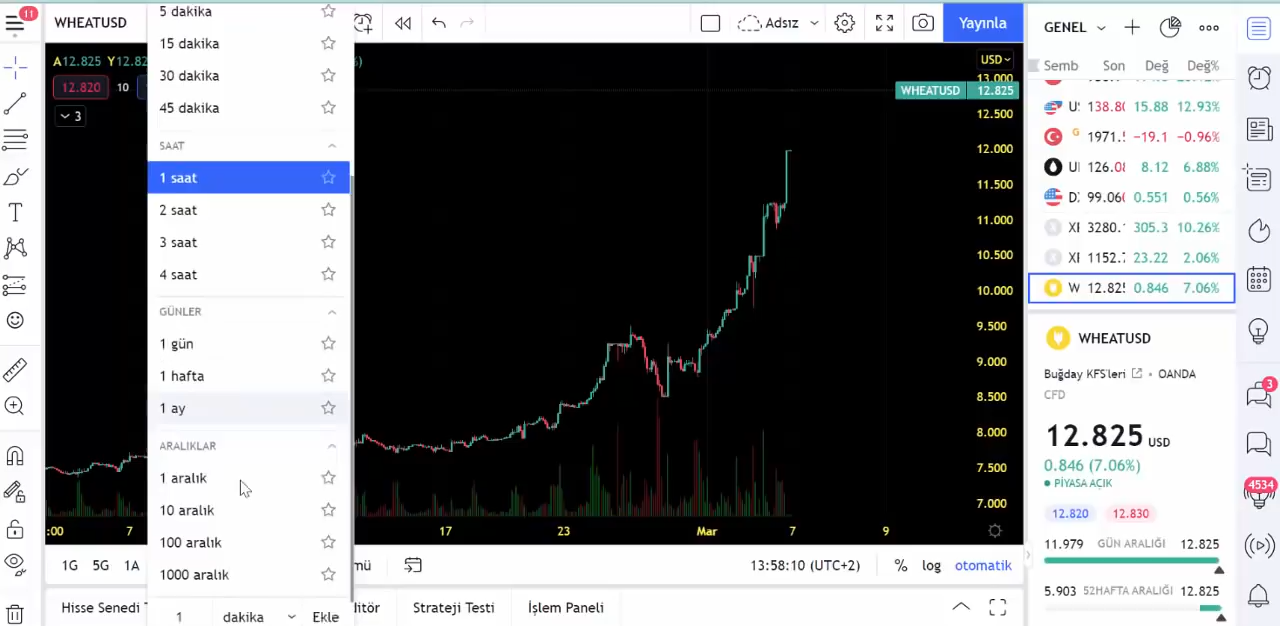 11
WHEATUSD
Adsız
Yayınla
A12.825 Y12.82
12.820
10
3
5 dakika
15 dakika
30 dakika
45 dakika
SAAT
1 saat
2 saat
3 saat
4 saat
GÜNLER
1 gün
1 hafta
1 ay
ARALIKLAR
1 aralık
10 aralık
100 aralık
1000 aralık
1 dakika Ekle
USD
13.000
WHEATUSD 12.825
12.500
12.000
11.500
11.000
10.500
10.000
9.500
9.000
8.500
8.000
7.500
7.000
:00 7 17 23 Mar 7 9
1G 5G 1A
13:58:10 (UTC+2) % log otomatik
Hisse Senedi Strateji Testi İşlem Paneli
GENEL
Semb Son Değ Değ%
138.80 15.88 12.93%
G 1971. −19.1 −0.96%
126.08 8.12 6.88%
99.060 0.551 0.56%
3280. 305.3 10.26%
1152. 23.22 2.06%
W 12.825 0.846 7.06%
WHEATUSD
Buğday KFS'leri • OANDA
CFD
12.825 USD
0.846 (7.06%)
PİYASA AÇIK
12.820 12.830
11.979 GÜN ARALIĞI 12.825
5.903 52HAFTA ARALIĞI 12.825
3
4534